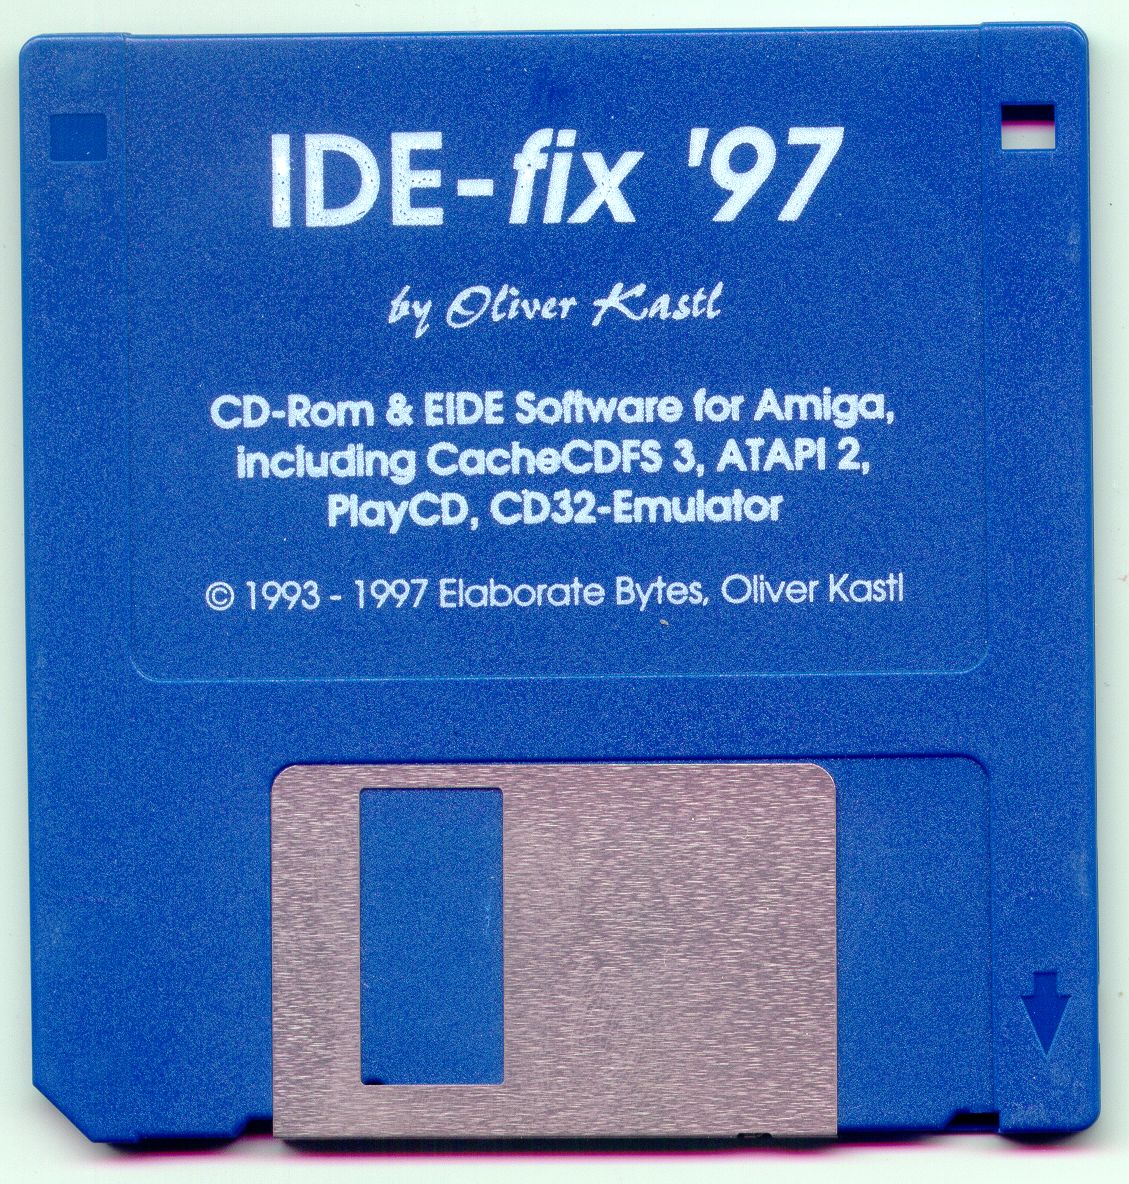 IDE-fix '97
by Oliver Kastl
CD-Rom & EIDE Software for Amiga,
including CacheCDFS 3, ATAPI 2,
PlayCD, CD32-Emulator
© 1993 - 1997 Elaborate Bytes, Oliver Kastl